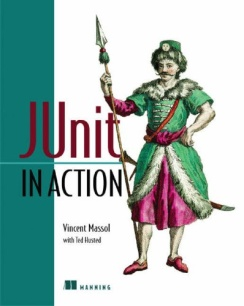 JUnit
IN ACTION
Vincent Massol
with Ted Husted
MANNING